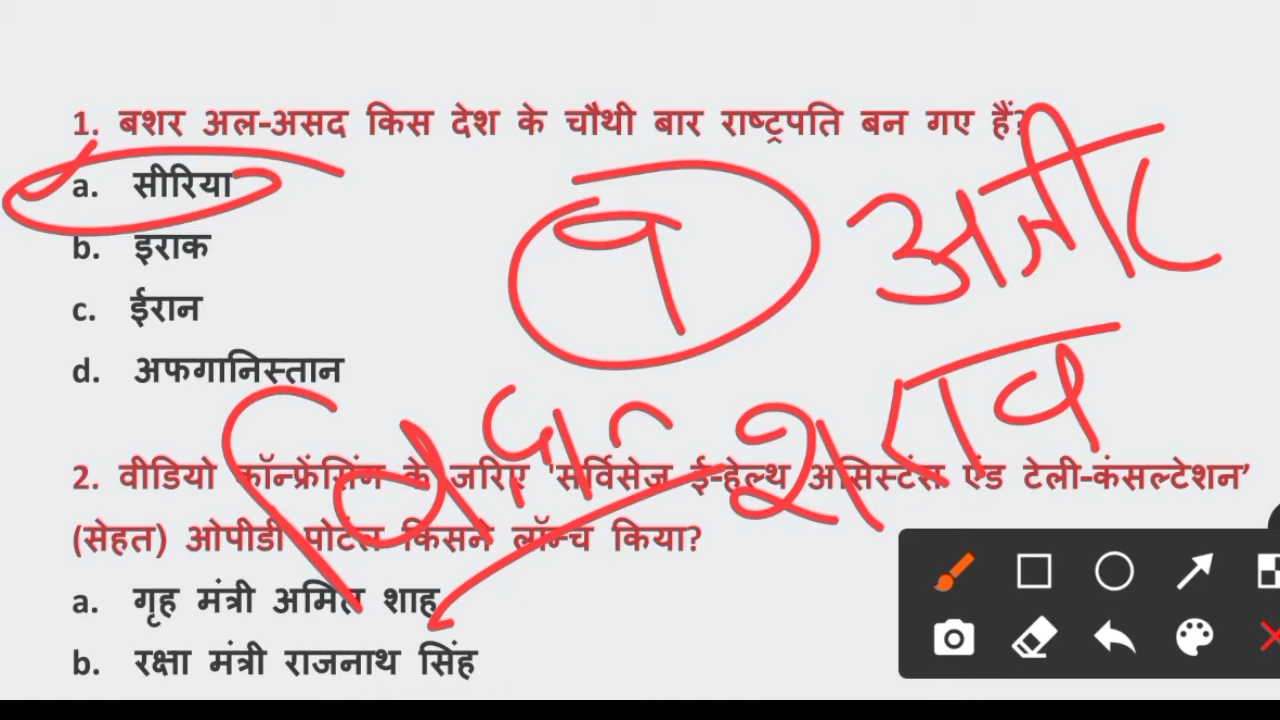 1. बशर अल-असद किस देश के चौथी बार राष्ट्रपति बन गए हैं?
a. सीरिया
b. इराक
c. ईरान
d. अफगानिस्तान
2. वीडियो कॉन्फ्रेंसिंग के जरिए 'सर्विसेज ई-हेल्थ असिस्टेंस एंड टेली-कंसल्टेशन’
(सेहत) ओपीडी पोर्टल किसने लॉन्च किया?
a. गृह मंत्री अमित शाह
b. रक्षा मंत्री राजनाथ सिंह